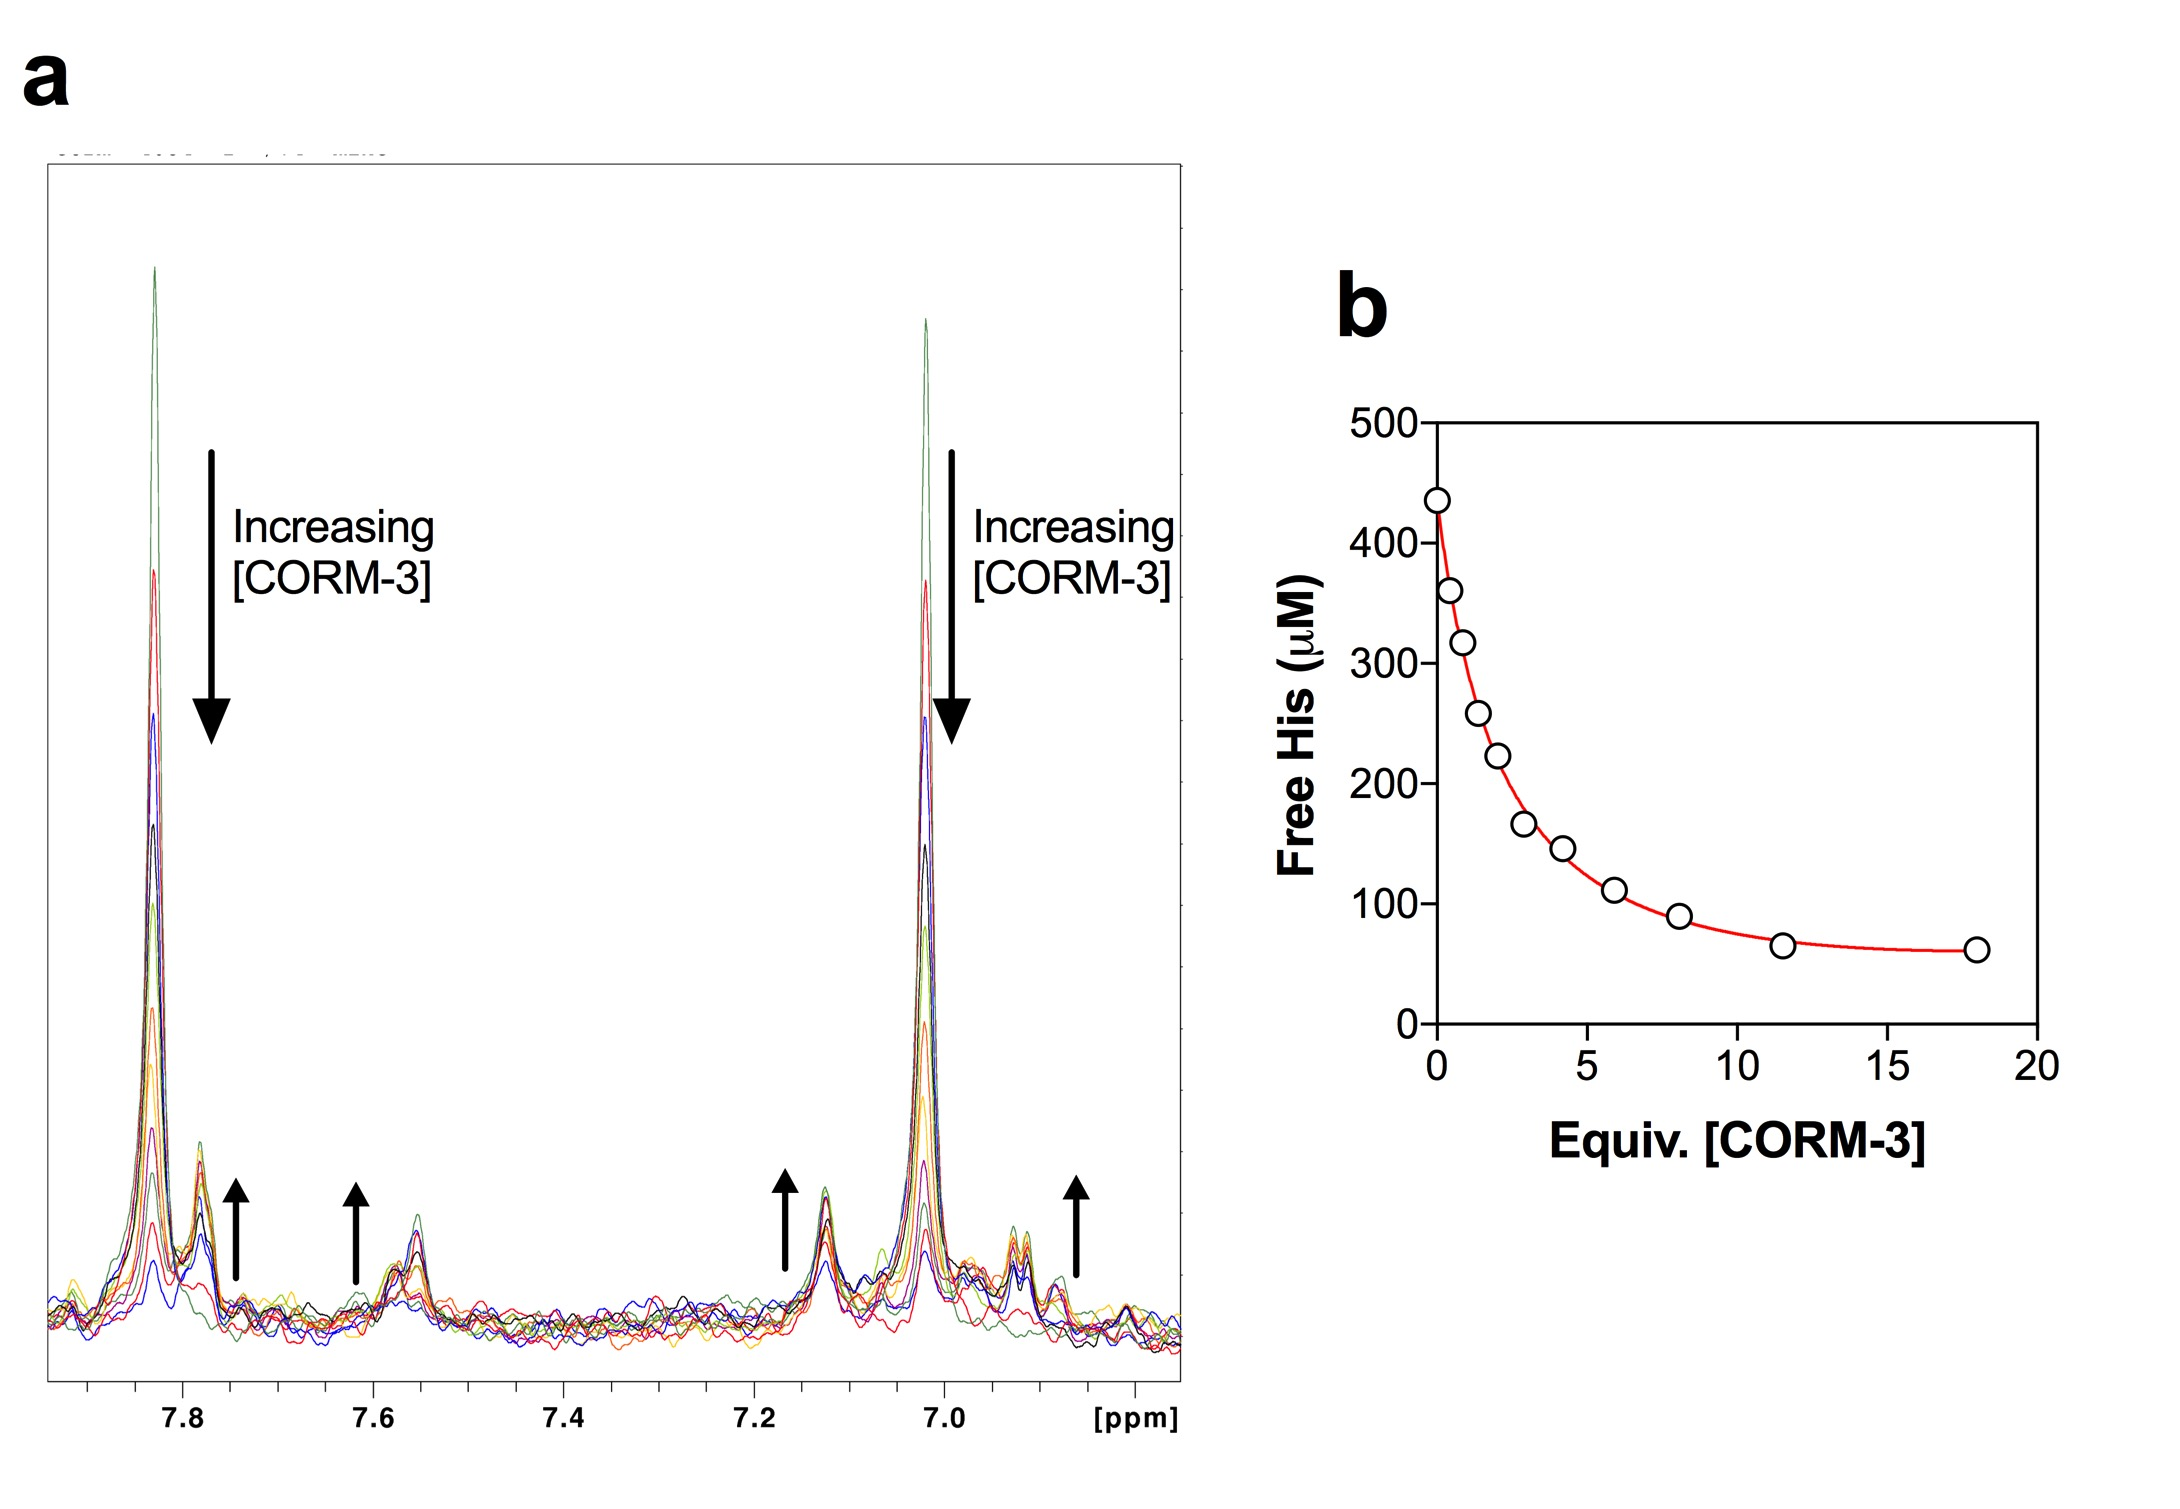 a
Increasing
[CORM-3]
Increasing
[CORM-3]
7.8 7.6 7.4 7.2 7.0 [ppm]
b
500
400
300
200
100
0
Free His (μM)
0 5 10 15 20
Equiv. [CORM-3]